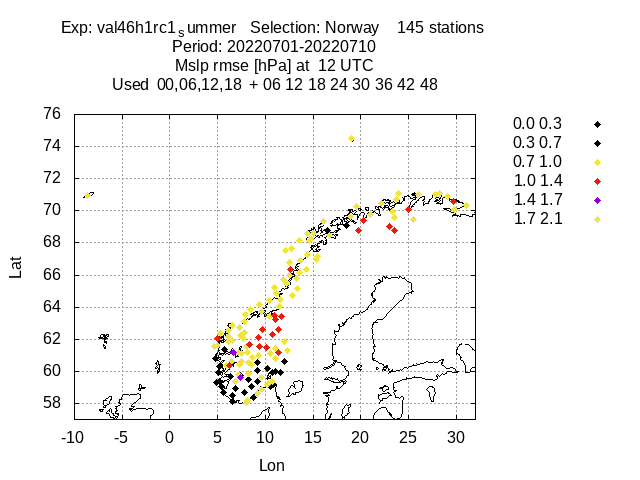 Exp: val46h1rc1_summer   Selection: Norway    145 stations
Period: 20220701-20220710
Mslp rmse [hPa] at  12 UTC
Used  00,06,12,18  + 06 12 18 24 30 36 42 48
0.0 0.3
0.3 0.7
0.7 1.0
1.0 1.4
1.4 1.7
1.7 2.1
76
74
72
70
68
66
64
62
60
58
Lat
-10 -5 0 5 10 15 20 25 30
Lon